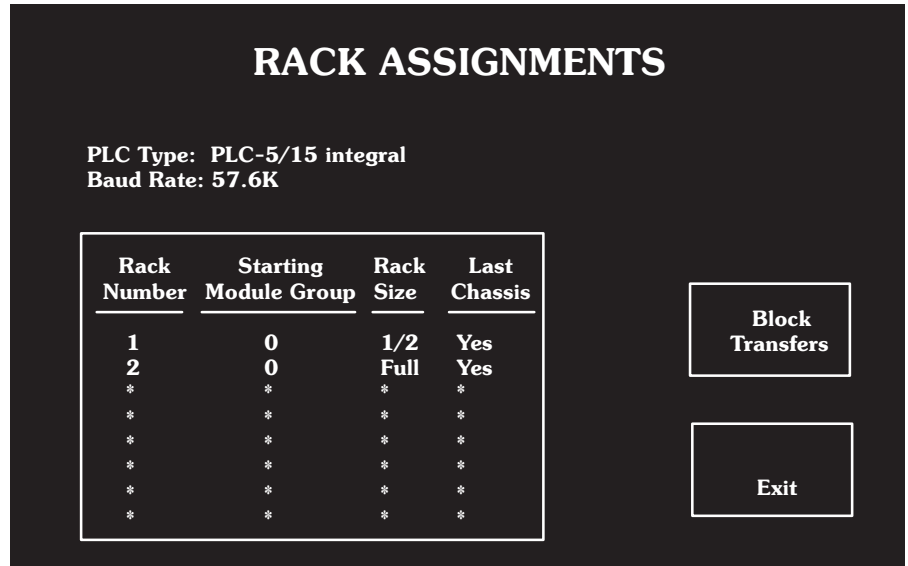 RACK ASSIGNMENTS
PLC Type: PLC-5/15 integral
Baud Rate: 57.6K
Rack Starting Rack Last
Number Module Group Size Chassis
1 0 1/2 Yes
2 0 Full Yes
* * * *
* * * *
* * * *
* * * *
* * * *
* * * *
Block
Transfers
Exit